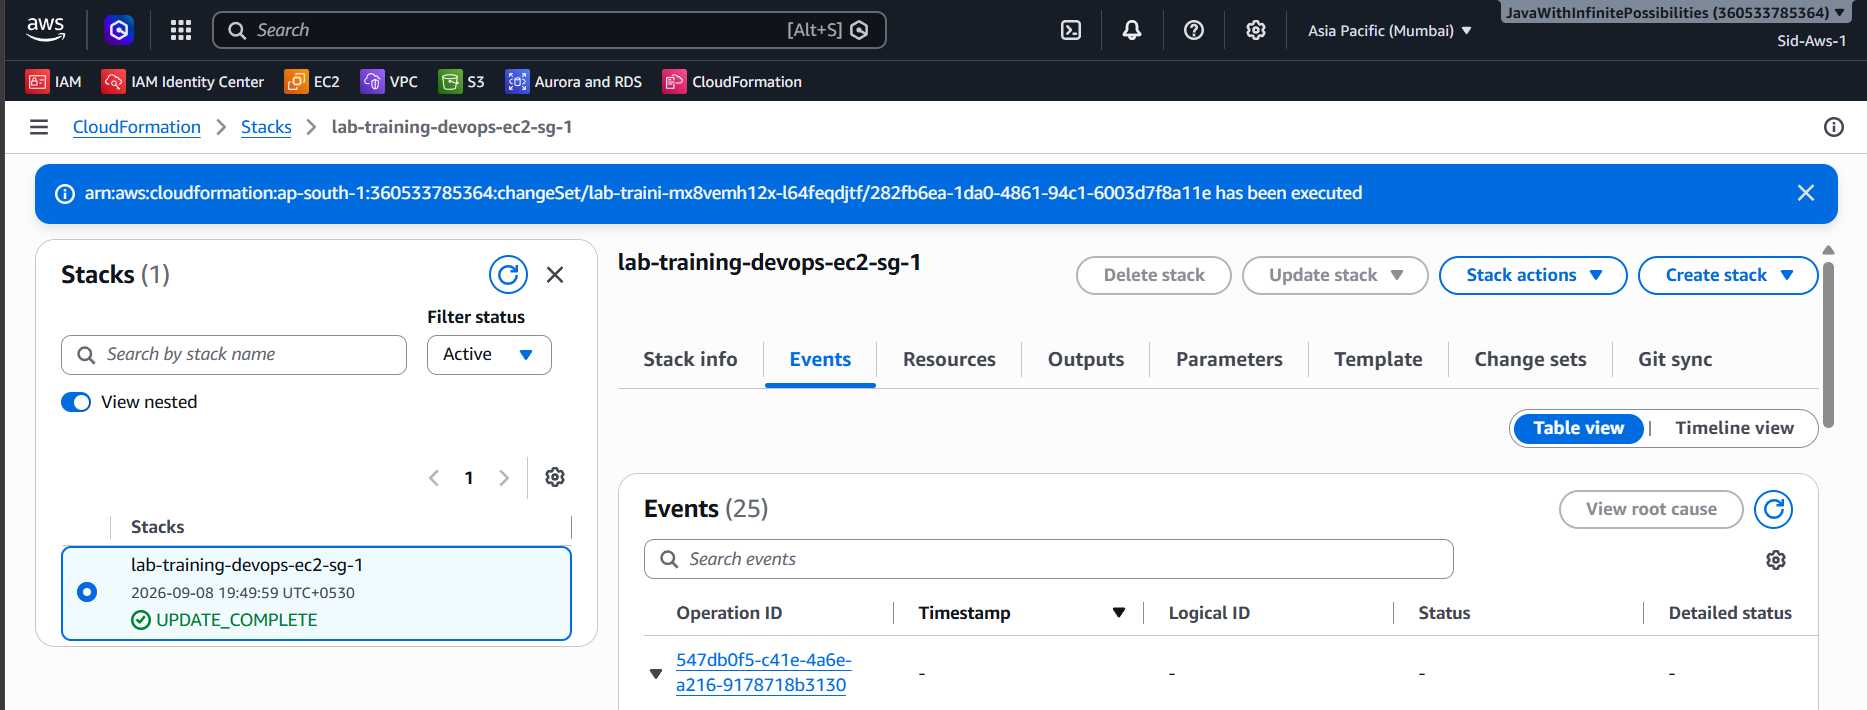 aws
Search [Alt+S]
Asia Pacific (Mumbai)
JavaWithInfinitePossibilities (360533785364)
Sid-Aws-1
IAM IAM Identity Center EC2 VPC S3 Aurora and RDS CloudFormation
CloudFormation Stacks lab-training-devops-ec2-sg-1
arn:aws:cloudformation:ap-south-1:360533785364:changeSet/lab-traini-mx8vemh12x-l64feqdjtf/282fb6ea-1da0-4861-94c1-6003d7f8a11e has been executed
Stacks (1)
Filter status
Search by stack name
Active
View nested
1
Stacks
lab-training-devops-ec2-sg-1
2026-09-08 19:49:59 UTC+0530
UPDATE_COMPLETE
lab-training-devops-ec2-sg-1
Delete stack Update stack Stack actions Create stack
Stack info Events Resources Outputs Parameters Template Change sets Git sync
Table view | Timeline view
Events (25)
View root cause
Search events
Operation ID Timestamp Logical ID Status Detailed status
547db0f5-c41e-4a6e-
a216-9178718b3130
- - - -